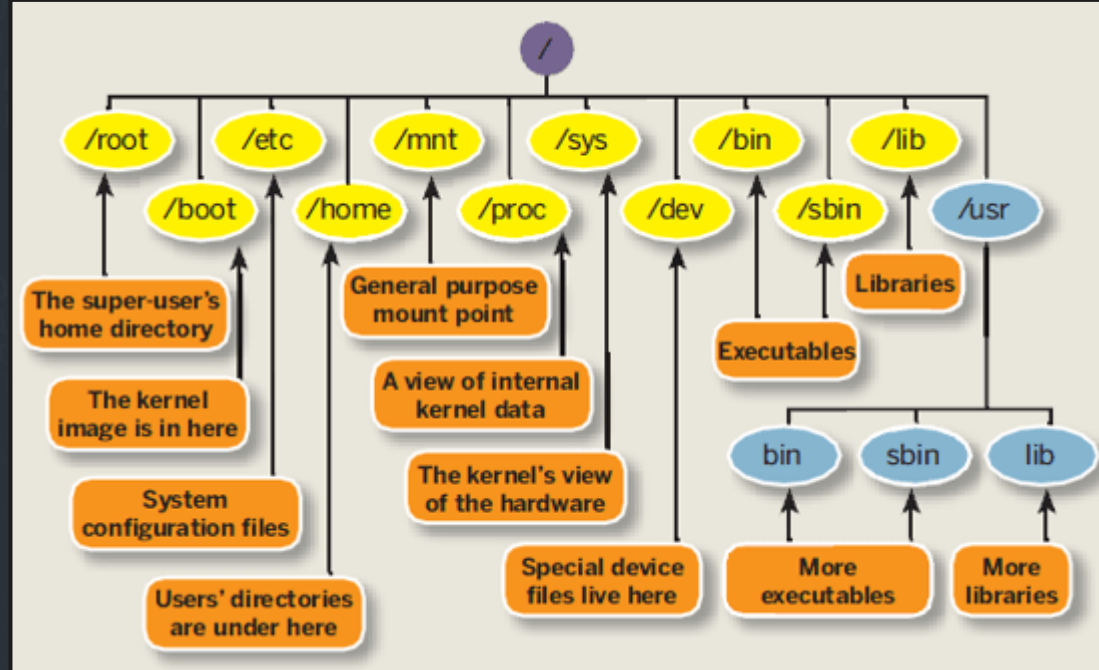 /
/root
/etc
/mnt
/sys
/bin
/lib
/boot
/home
/proc
/dev
/sbin
/usr
The super-user's
home directory
General purpose
mount point
Libraries
Executables
The kernel
image is in here
A view of internal
kernel data
bin
sbin
lib
System
configuration files
The kernel's view
of the hardware
Users' directories
are under here
Special device
files live here
More
executables
More
libraries